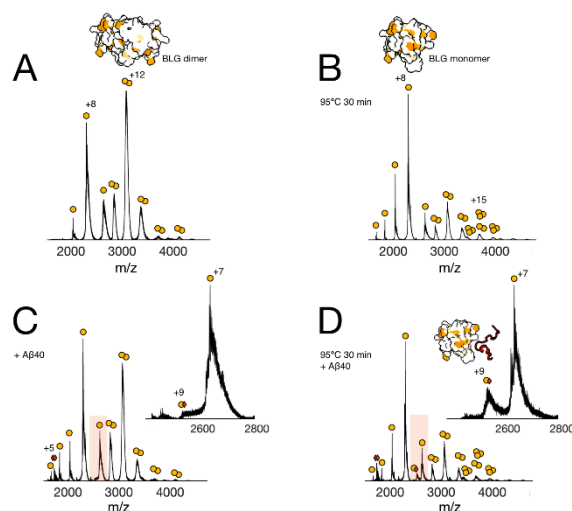 A
BLG dimer
+12
+8
2000 3000 4000
m/z
B
BLG monomer
+8
95°C 30 min
+15
2000 3000 4000
m/z
C
+ Aβ40
+7
+9
2600 2800
+5
2000 3000 4000
m/z
D
95°C 30 min
+ Aβ40
+7
+9
2600 2800
2000 3000 4000
m/z